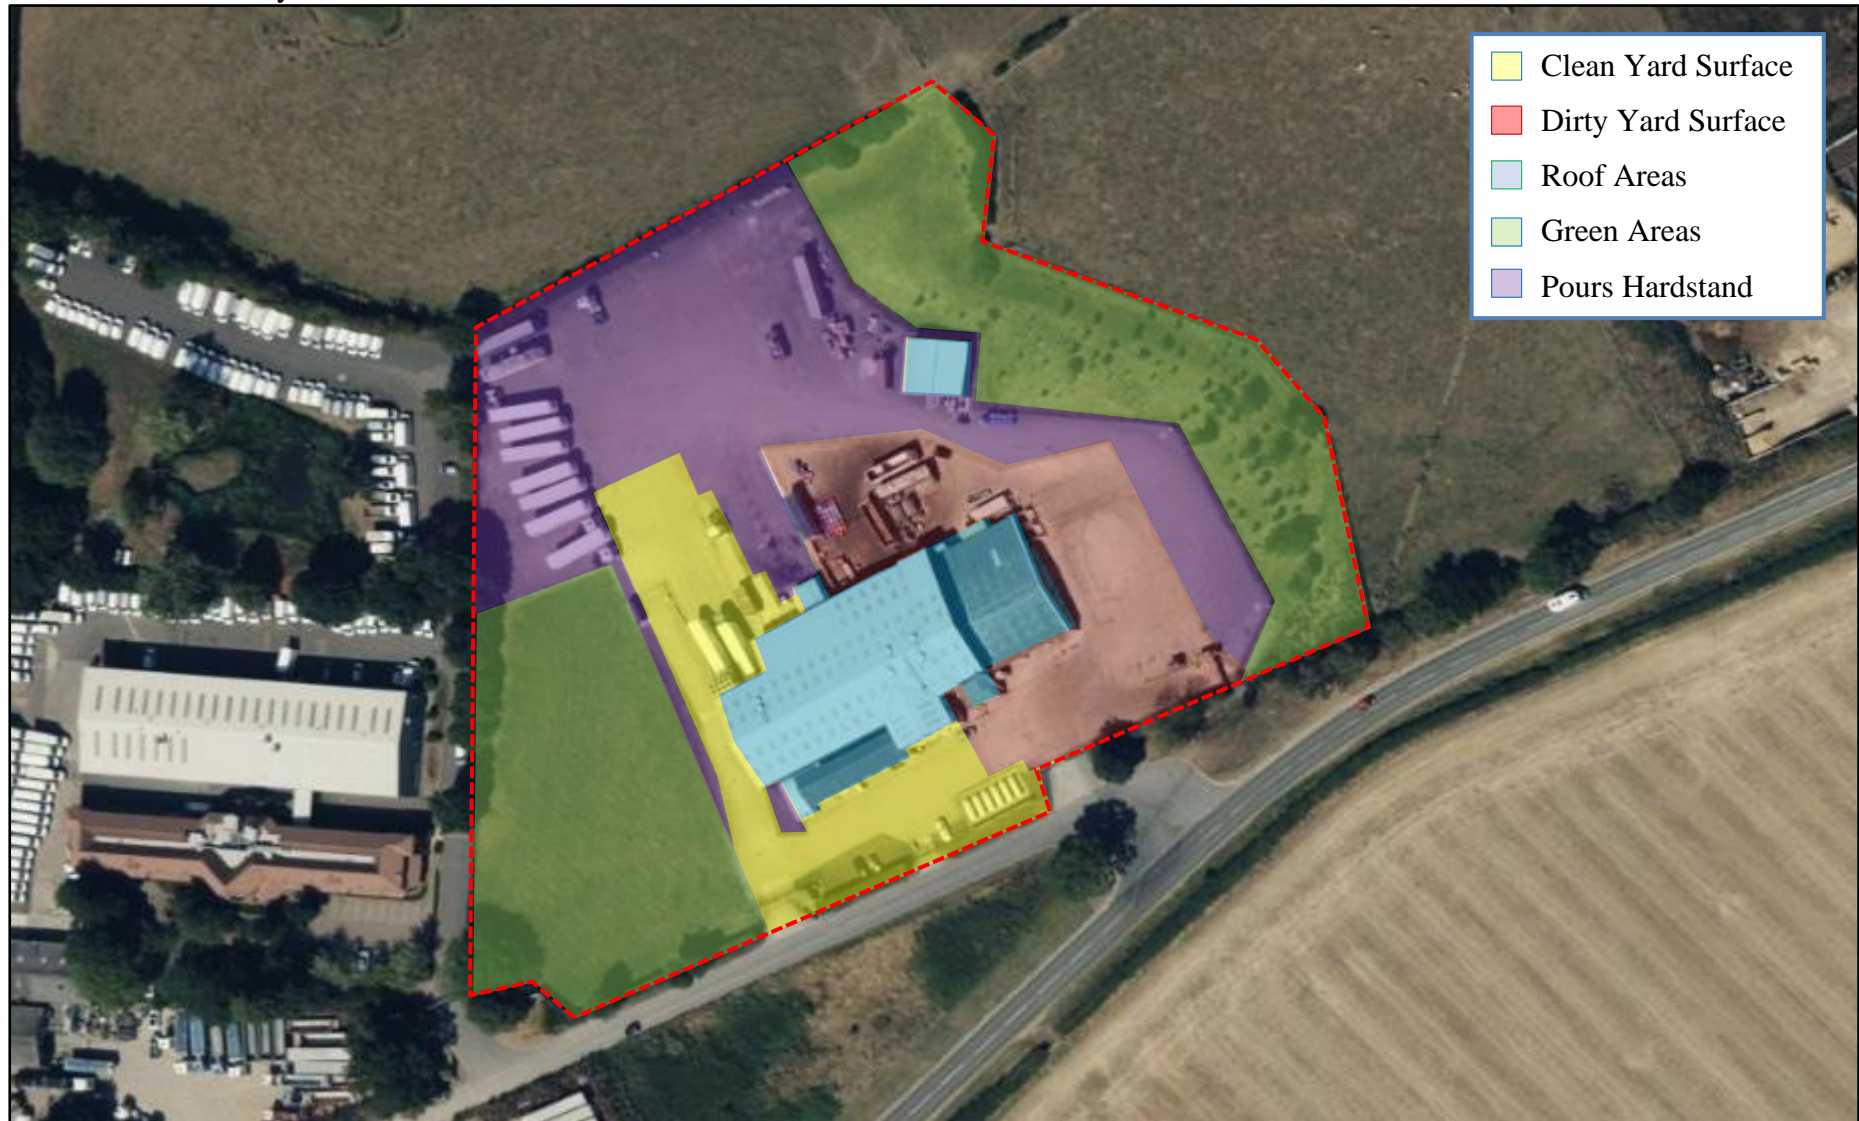 Clean Yard Surface
Dirty Yard Surface
Roof Areas
Green Areas
Pours Hardstand